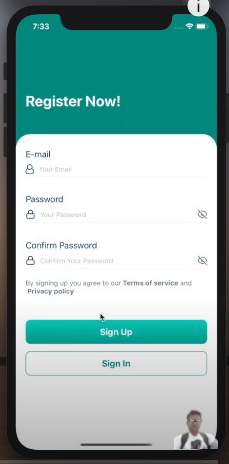 7:33
Register Now!
E-mail
Your Email
Password
Your Password
Confirm Password
Confirm Your Password
By signing up you agree to our Terms of service and
Privacy policy
Sign Up
Sign In